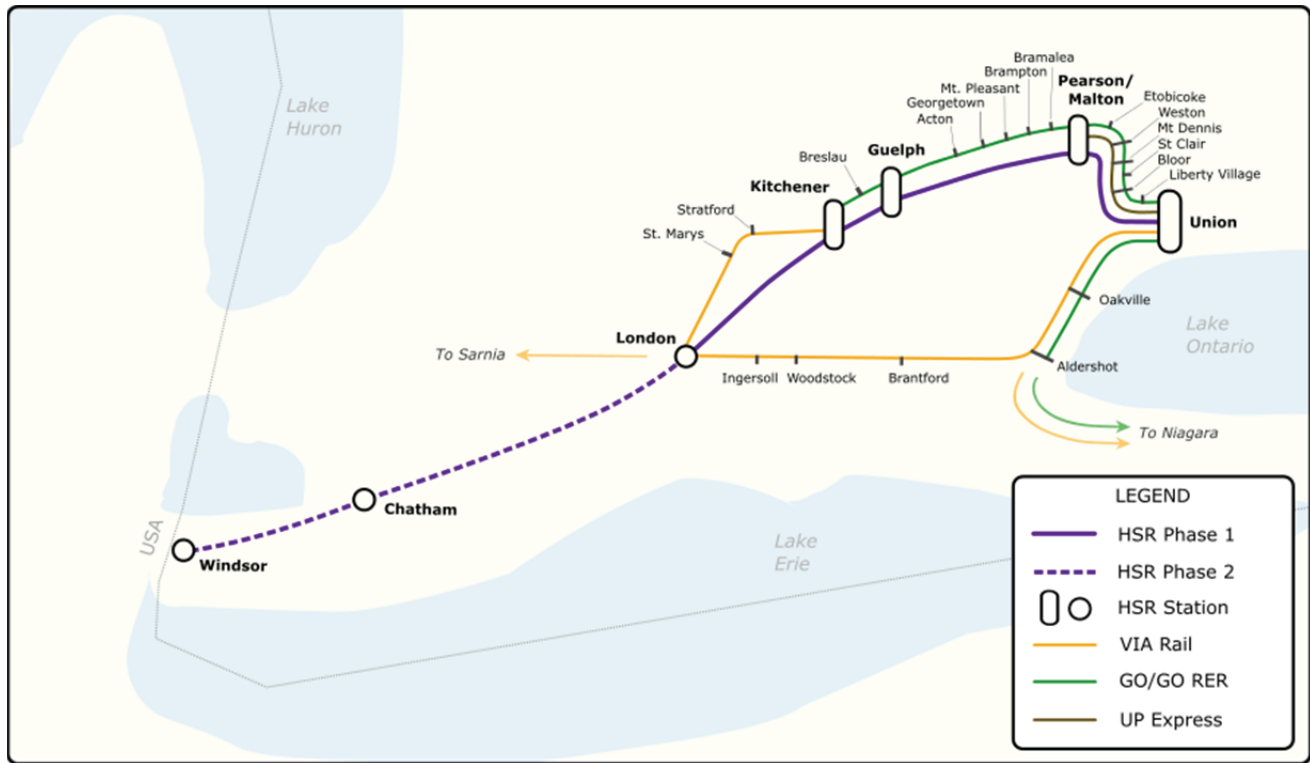 Lake
Huron
Bramalea
Brampton
Mt. Pleasant
Georgetown
Acton
Pearson/
Malton
Etobicoke
Weston
Mt Dennis
St Clair
Bloor
Liberty Village
Breslau
Guelph
Kitchener
Stratford
St. Marys
Union
Oakville
Lake
Ontario
London
To Sarnia
Ingersoll
Woodstock
Brantford
Aldershot
To Niagara
Chatham
USA
Windsor
Lake
Erie
LEGEND
HSR Phase 1
HSR Phase 2
HSR Station
VIA Rail
GO/GO RER
UP Express